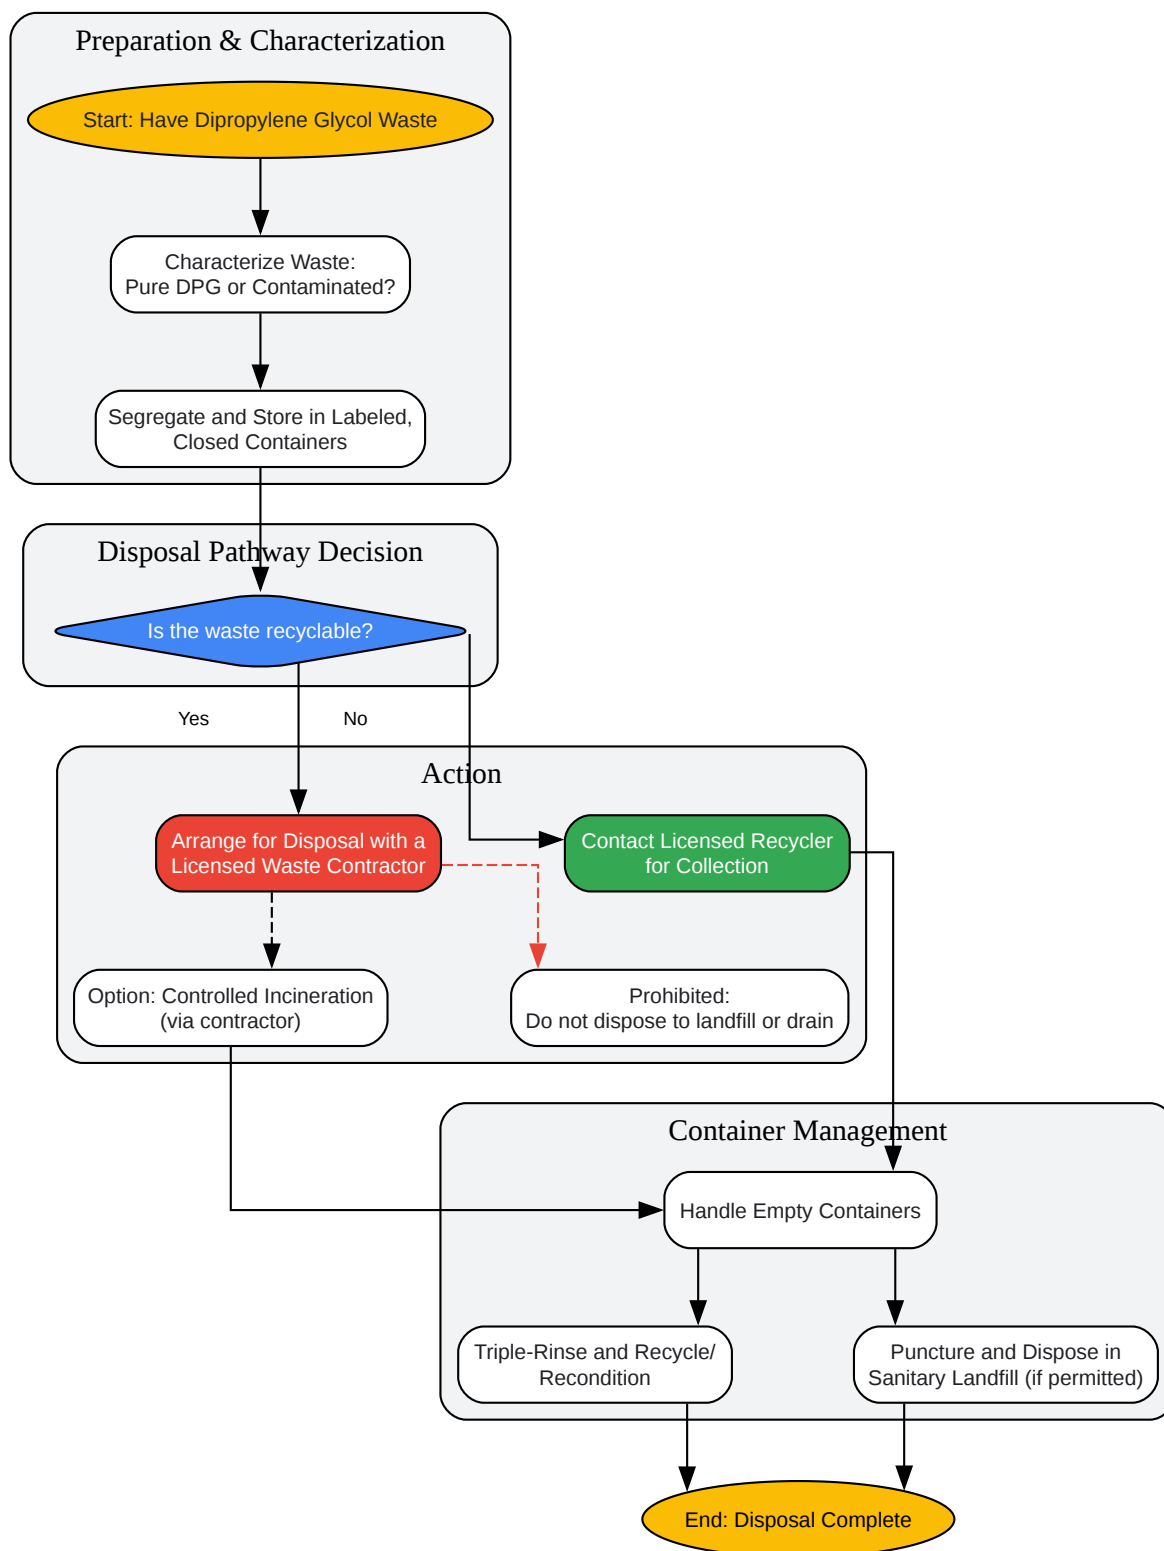 Preparation & Characterization
Start: Have Dipropylene Glycol Waste
Characterize Waste:
Pure DPG or Contaminated?
Segregate and Store in Labeled,
Closed Containers
Disposal Pathway Decision
Is the waste recyclable?
Yes
No
Action
Arrange for Disposal with a
Licensed Waste Contractor
Contact Licensed Recycler
for Collection
Option: Controlled Incineration
(via contractor)
Prohibited:
Do not dispose to landfill or drain
Container Management
Handle Empty Containers
Triple-Rinse and Recycle/
Recondition
Puncture and Dispose in
Sanitary Landfill (if permitted)
End: Disposal Complete